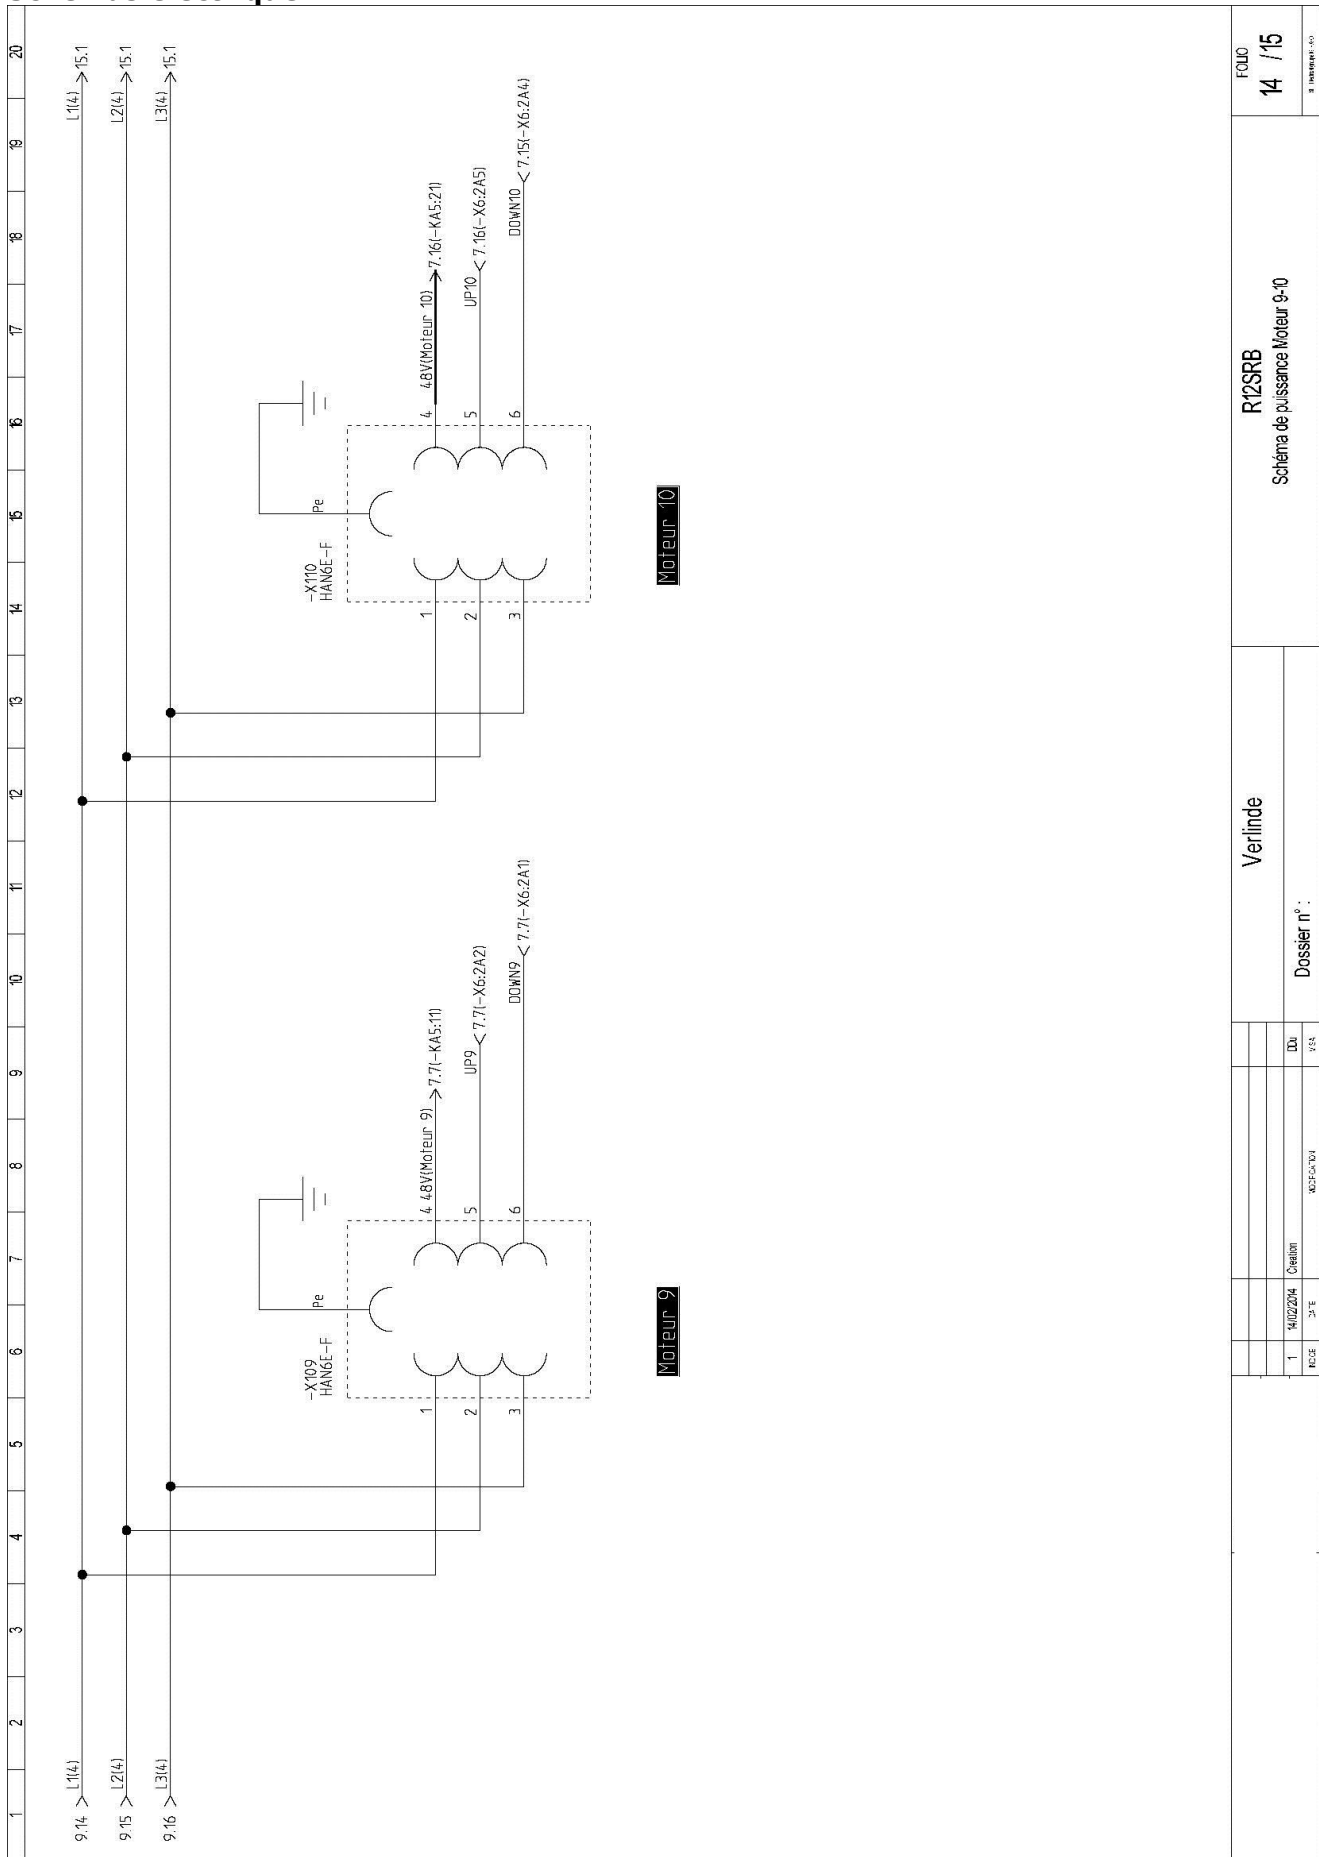 1 2 3 4 5 6 7 8 9 10 11 12 13 14 15 16 17 18 19 20
9.14 L1(4) L1(4) 15.1
9.15 L2(4) L2(4) 15.1
9.16 L3(4) L3(4) 15.1
-X109
HAN6E-F
Pe
1 4 48V(Moteur 9) 7.7(-KA5:11)
2 5 UP9 7.7(-X6:2A2)
3 6 DOWN9 7.7(-X6:2A1)
Moteur 9
-X110
HAN6E-F
Pe
1 4 48V(Moteur 10) 7.16(-KA5:21)
2 5 UP10 7.16(-X6:2A5)
3 6 DOWN10 7.15(-X6:2A4)
Moteur 10
1 14/02/2014 Création DDu
INDICE DATE MODIFICATION VISA
Verlinde
Dossier n° :
R12SRB
Schéma de puissance Moteur 9-10
FOLIO
14 /15